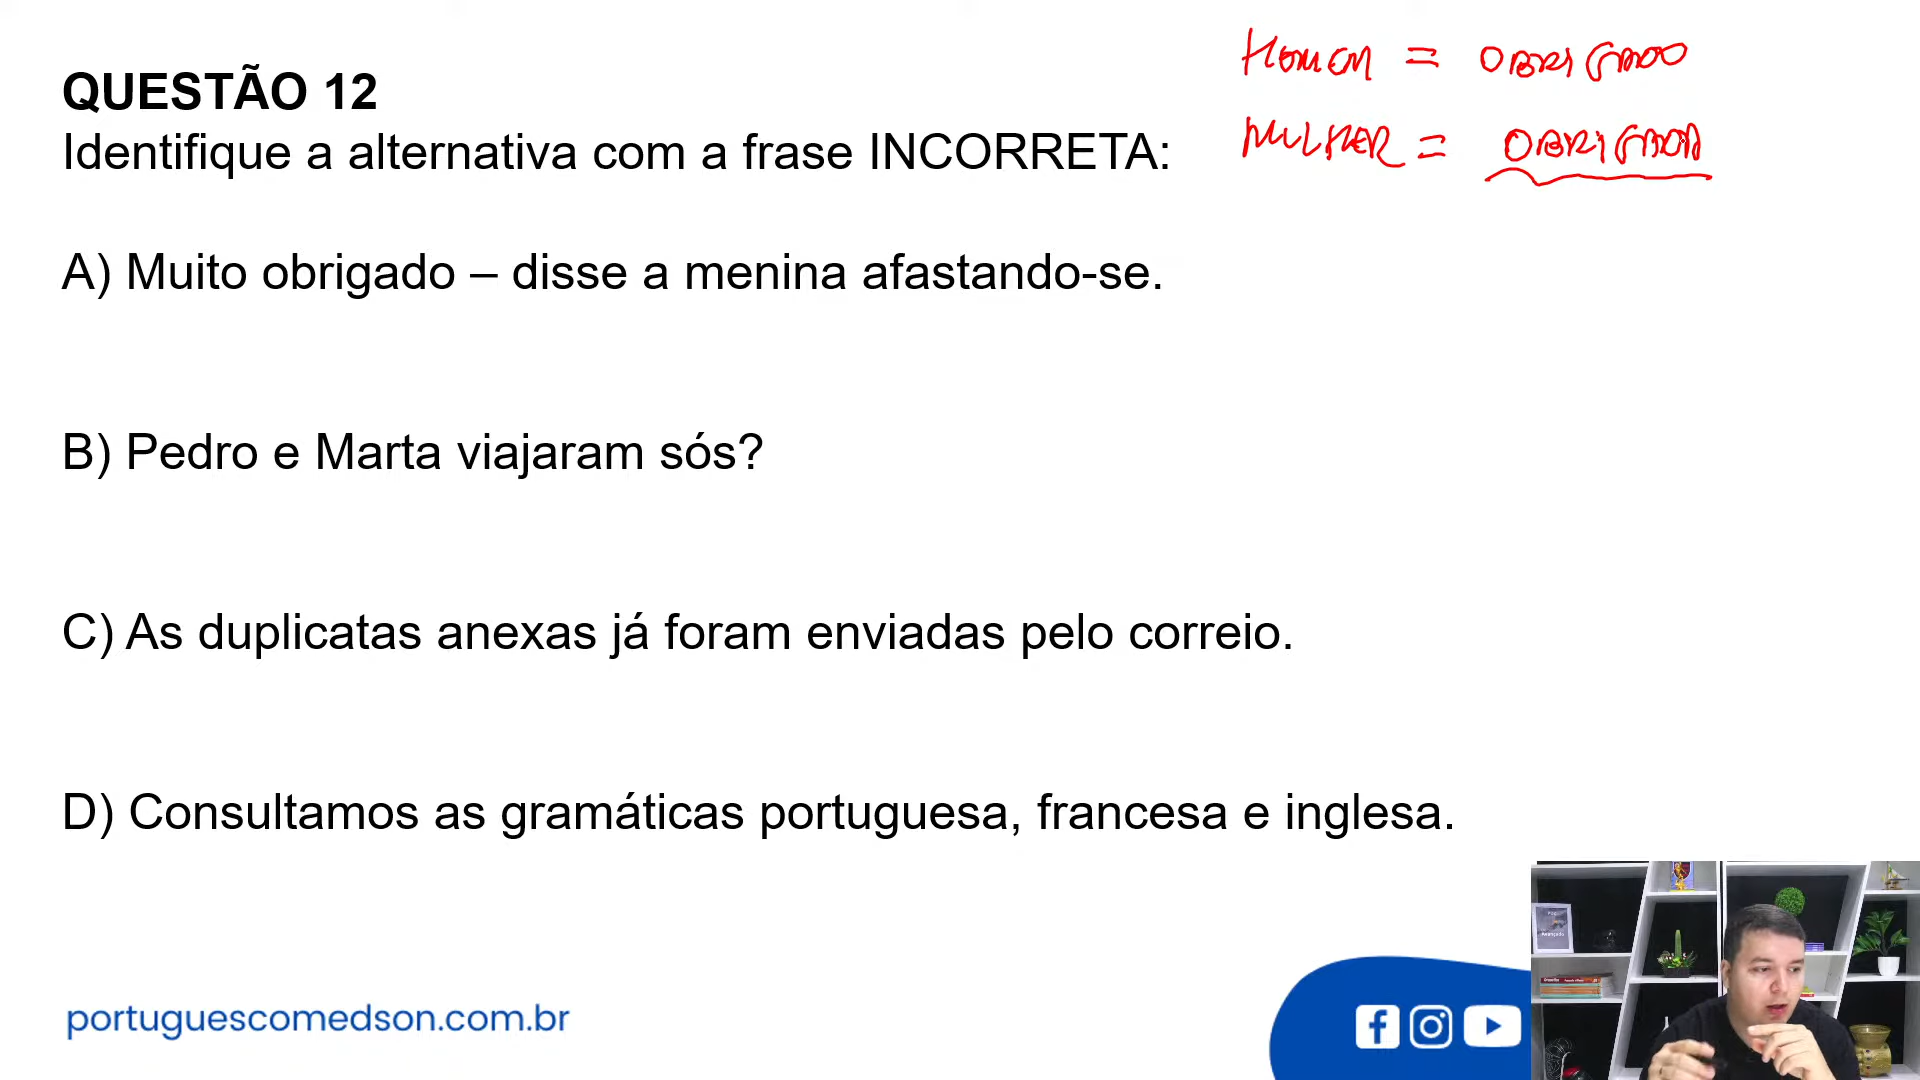 HOMEM = OBRIGADO
QUESTÃO 12
Identifique a alternativa com a frase INCORRETA:
MULHER = OBRIGADA
A) Muito obrigado – disse a menina afastando-se.
B) Pedro e Marta viajaram sós?
C) As duplicatas anexas já foram enviadas pelo correio.
D) Consultamos as gramáticas portuguesa, francesa e inglesa.
portuguescomedson.com.br